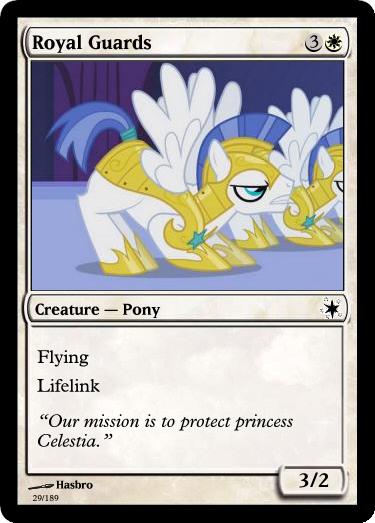 Royal Guards 3
Creature — Pony
Flying
Lifelink
“Our mission is to protect princess
Celestia.”
Hasbro
3/2
29/189